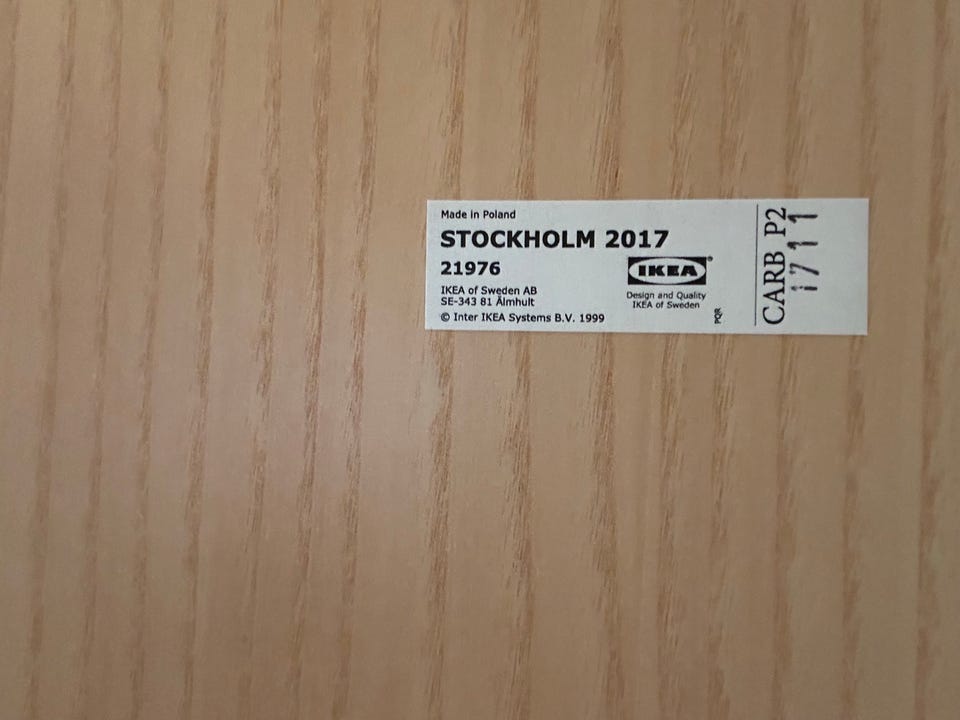 Made in Poland
STOCKHOLM 2017
21976
IKEA of Sweden AB
SE-343 81 Älmhult
© Inter IKEA Systems B.V. 1999
IKEA®
Design and Quality
IKEA of Sweden
PQR
CARB P2
1711